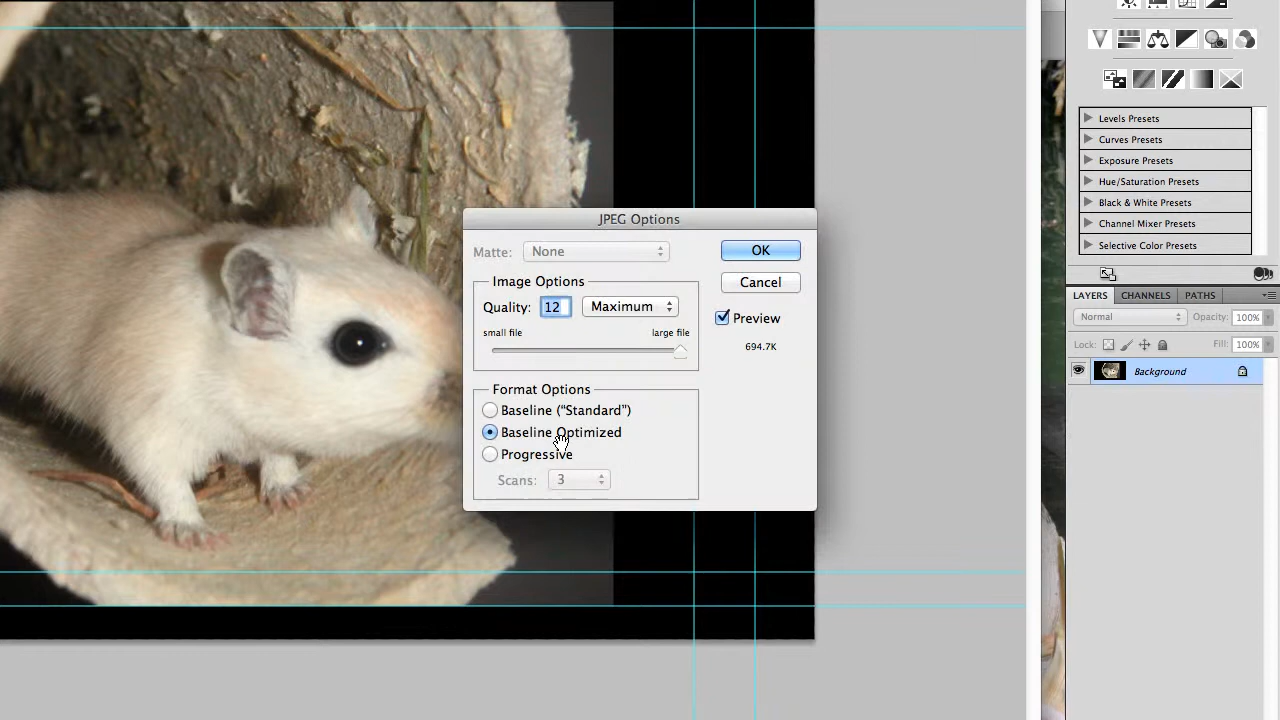 JPEG Options
Matte: None
OK
Image Options
Cancel
Quality: 12 Maximum
Preview
small file large file
694.7K
Format Options
Baseline (“Standard”)
Baseline Optimized
Progressive
Scans: 3
Levels Presets
Curves Presets
Exposure Presets
Hue/Saturation Presets
Black & White Presets
Channel Mixer Presets
Selective Color Presets
LAYERS CHANNELS PATHS
Normal Opacity: 100%
Lock: Fill: 100%
Background